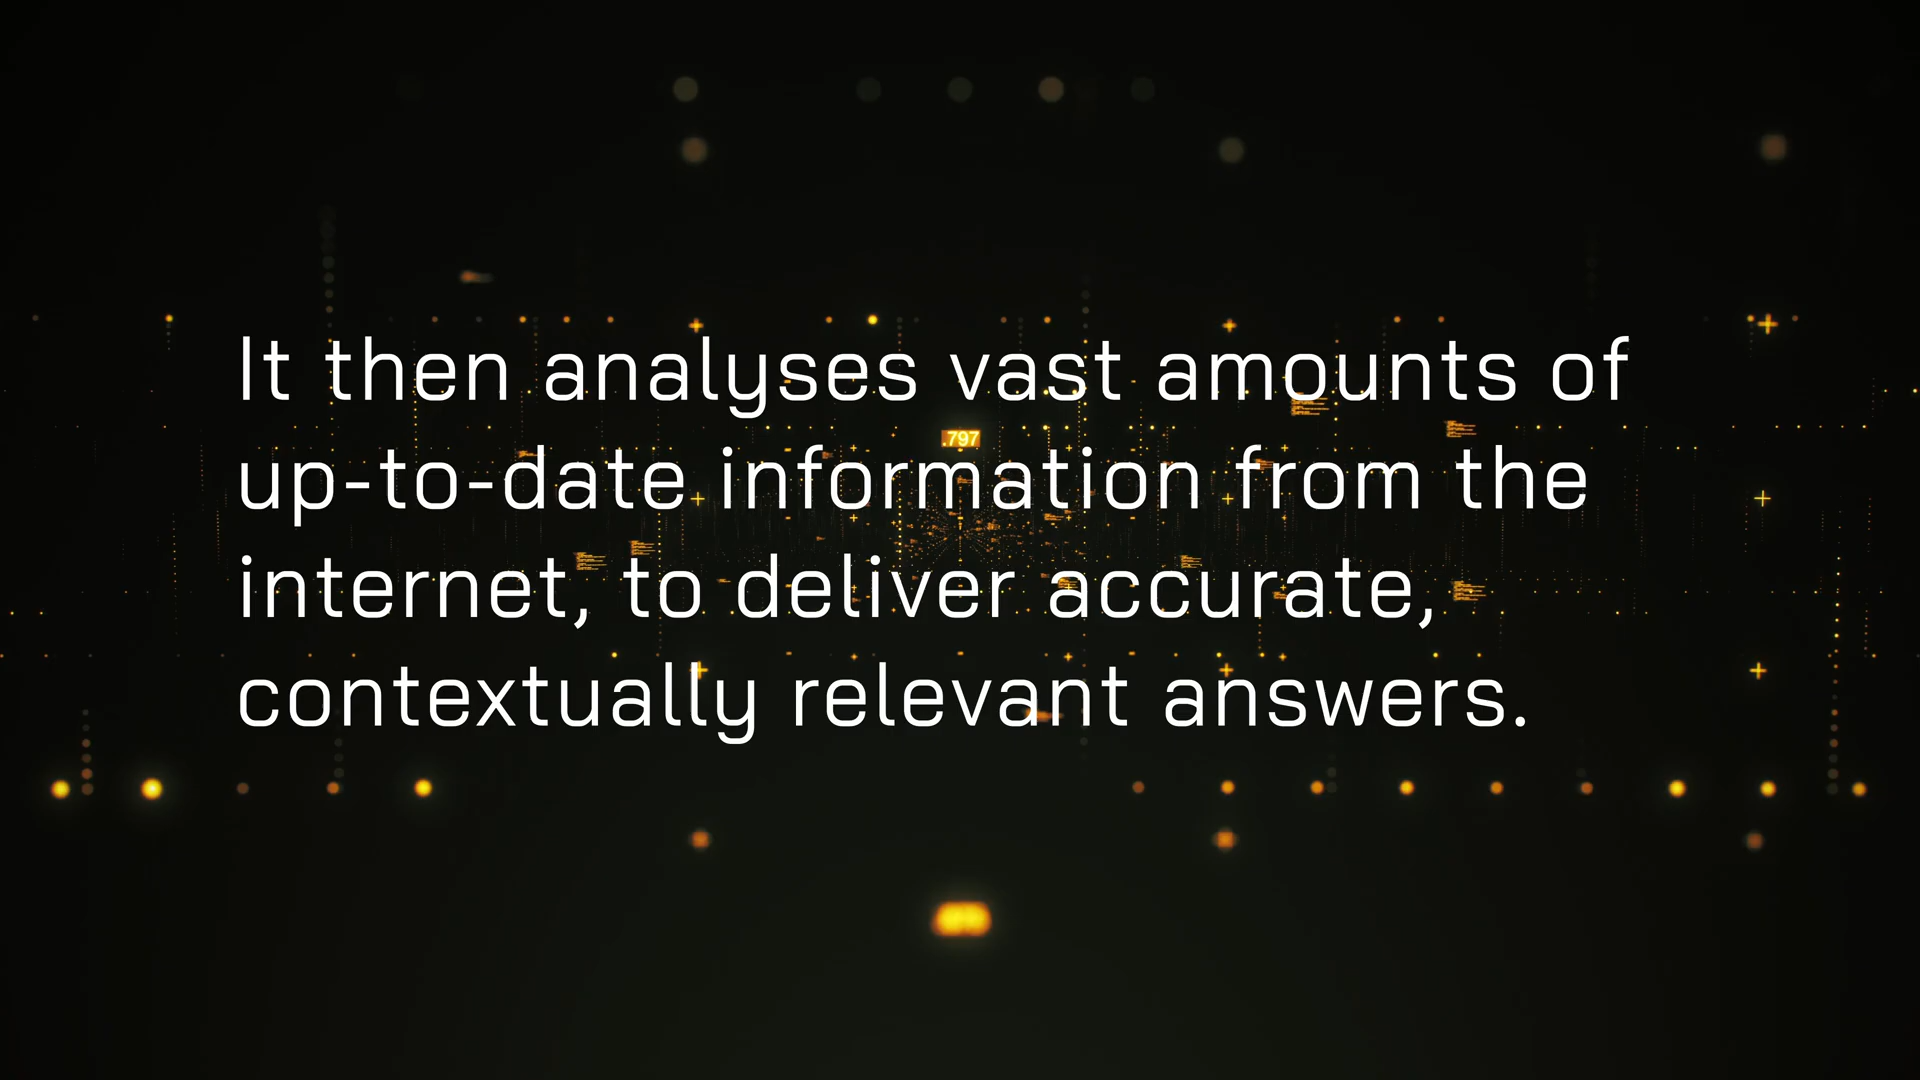 It then analyses vast amounts of
.797
up-to-date information from the
internet, to deliver accurate,
contextually relevant answers.